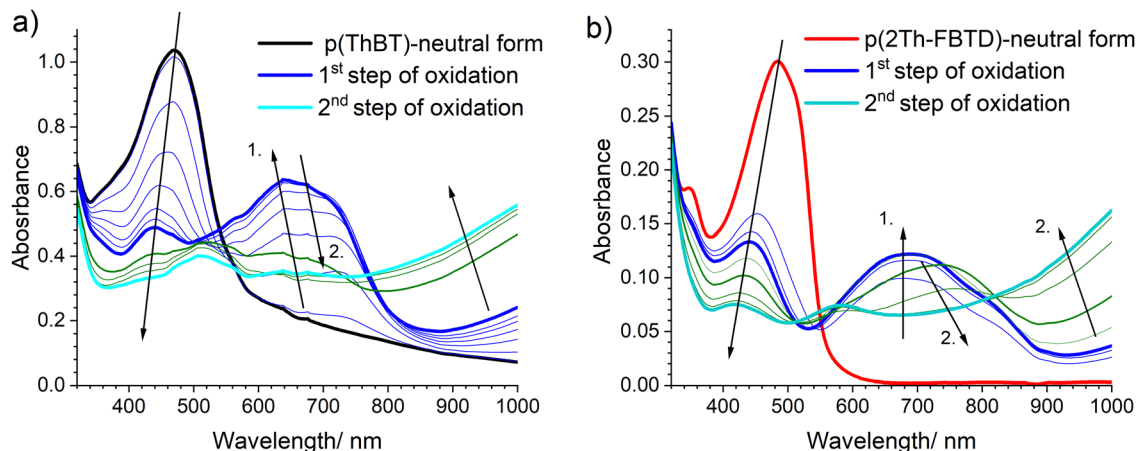 a)
p(ThBT)-neutral form
1st step of oxidation
2nd step of oxidation
1.
2.
Abosrbance
1.0
0.8
0.6
0.4
0.2
0.0
400 500 600 700 800 900 1000
Wavelength/ nm
b)
p(2Th-FBTD)-neutral form
1st step of oxidation
2nd step of oxidation
1.
2.
2.
Abosrbance
0.30
0.25
0.20
0.15
0.10
0.05
0.00
400 500 600 700 800 900 1000
Wavelength/ nm